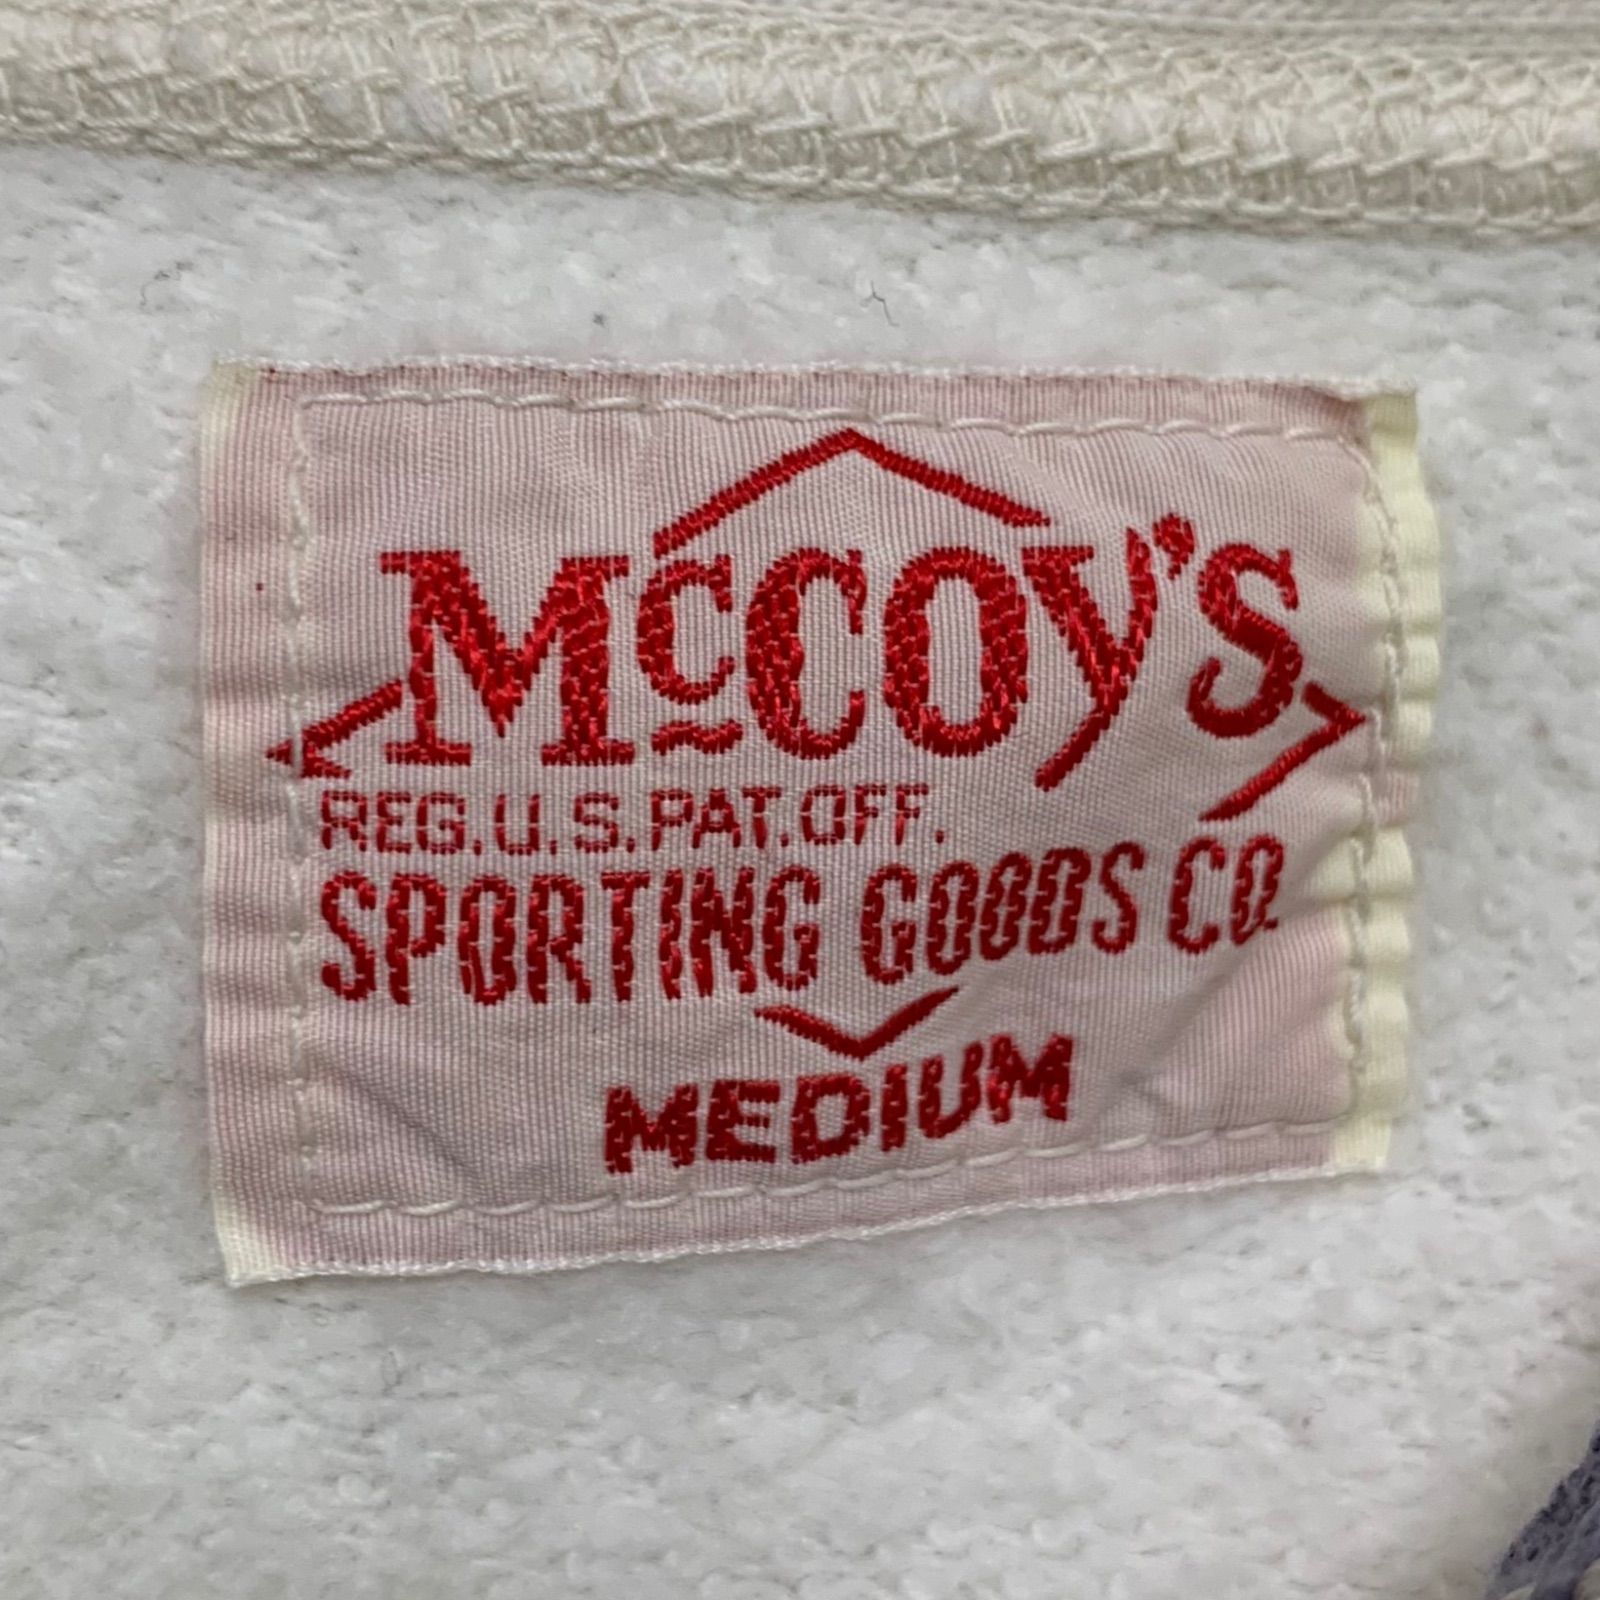 McCOY'S
REG.U.S.PAT.OFF.
SPORTING GOODS CO.
MEDIUM